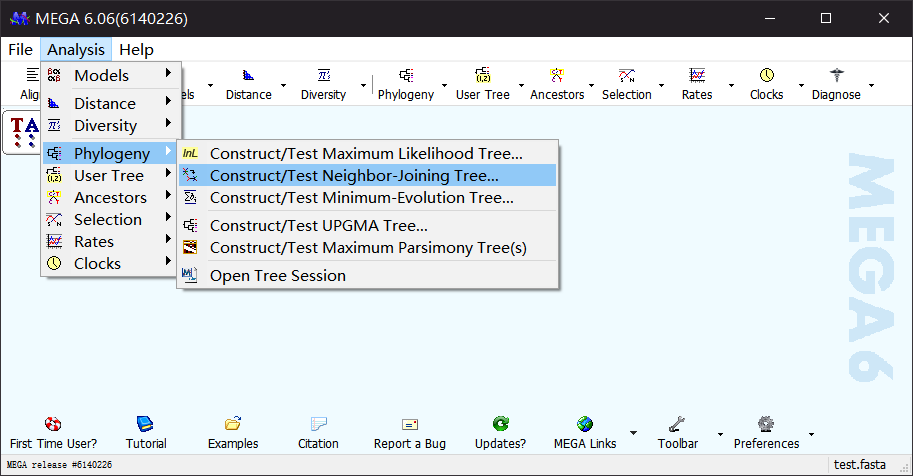 MEGA 6.06(6140226)
File Analysis Help
Distance Diversity Phylogeny User Tree Ancestors Selection Rates Clocks Diagnose
TA
Models
Distance
Diversity
Phylogeny
User Tree
Ancestors
Selection
Rates
Clocks
lnL Construct/Test Maximum Likelihood Tree...
Construct/Test Neighbor-Joining Tree...
Construct/Test Minimum-Evolution Tree...
Construct/Test UPGMA Tree...
Construct/Test Maximum Parsimony Tree(s)
Open Tree Session
MEGA6
First Time User? Tutorial Examples Citation Report a Bug Updates? MEGA Links Toolbar Preferences
MEGA release #6140226 test.fasta